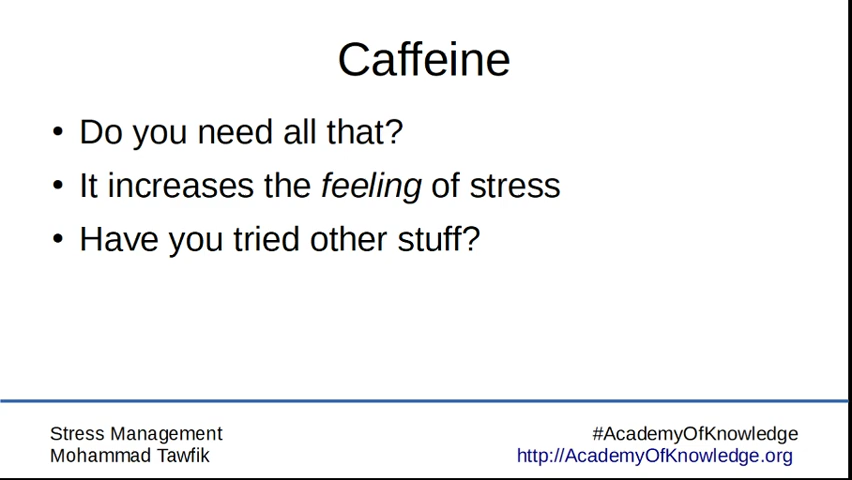 Caffeine
• Do you need all that?
• It increases the feeling of stress
• Have you tried other stuff?
Stress Management
Mohammad Tawfik
#AcademyOfKnowledge
http://AcademyOfKnowledge.org